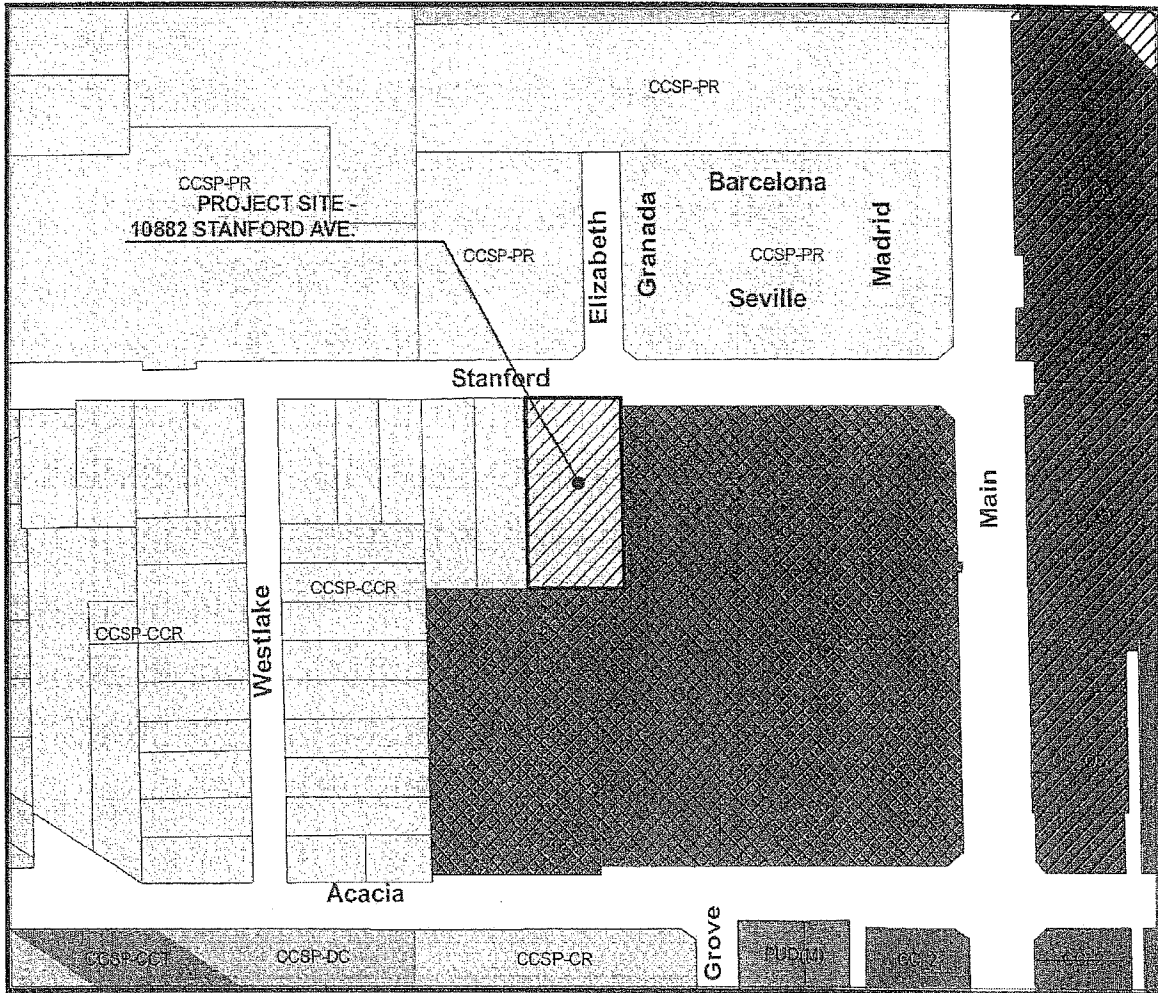 CCSP-PR
CCSP-PR
PROJECT SITE -
10882 STANFORD AVE.
CCSP-PR
Elizabeth
Granada
Barcelona
CCSP-PR
Seville
Madrid
Stanford
Main
Westlake
CCSP-CCR
CCSP-CCR
Acacia
Grove
CCSP-CCT
CCSP-DC
CCSP-CR